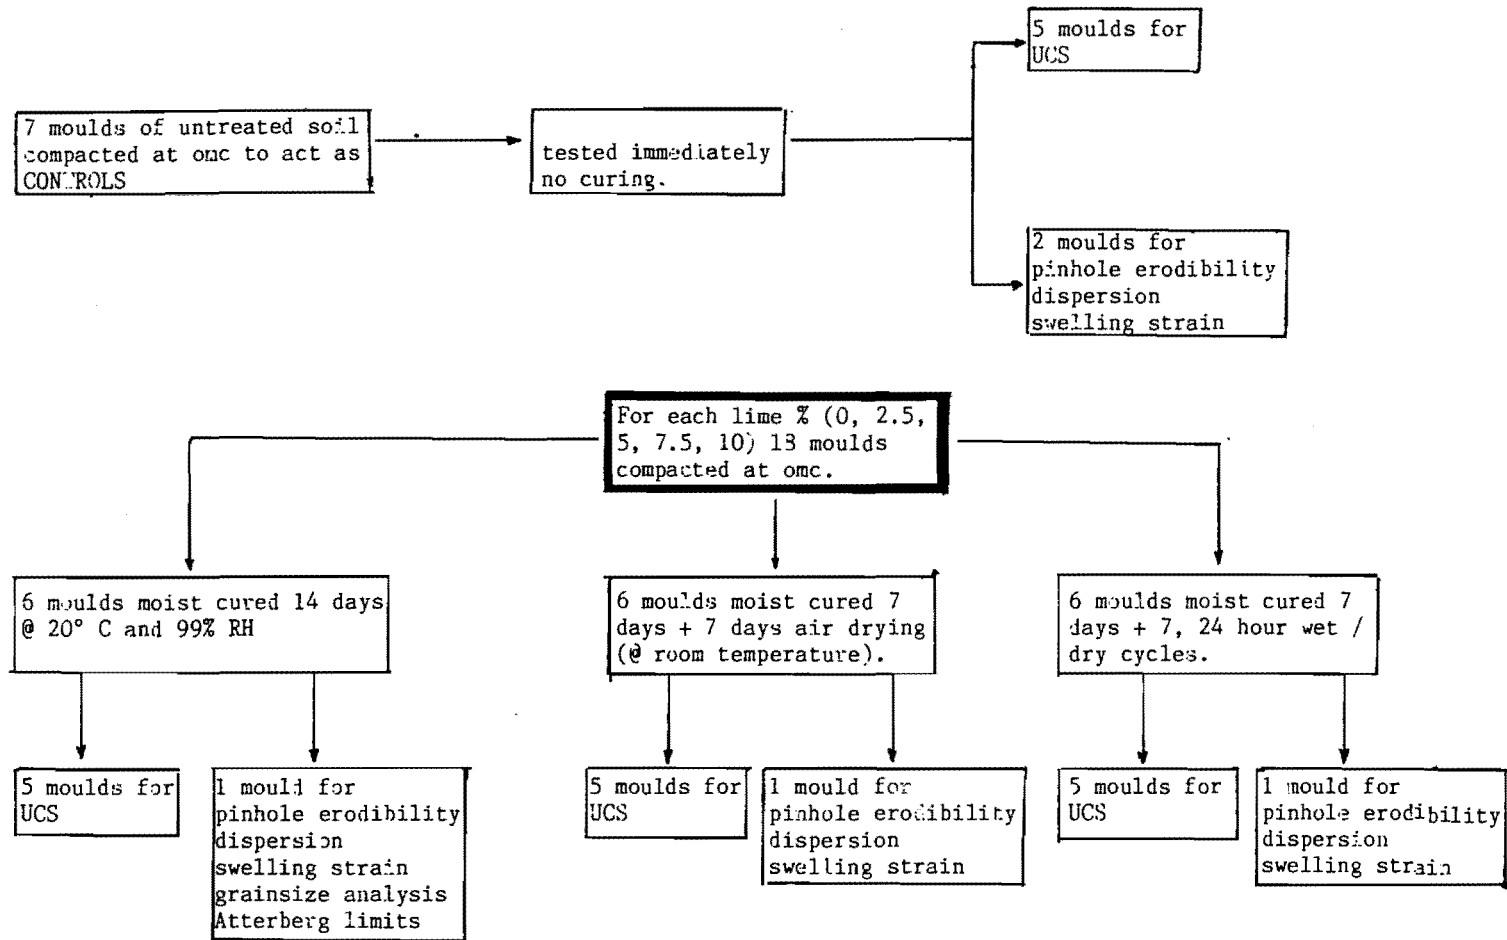 5 moulds for
UCS
7 moulds of untreated soil
compacted at omc to act as
CONTROLS
tested immediately
no curing.
2 moulds for
pinhole erodibility
dispersion
swelling strain
For each lime % (0, 2.5,
5, 7.5, 10) 18 moulds
compacted at omc.
6 moulds moist cured 14 days
@ 20° C and 99% RH
6 moulds moist cured 7
days + 7 days air drying
(@ room temperature).
6 moulds moist cured 7
days + 7, 24 hour wet /
dry cycles.
5 moulds for
UCS
1 mould for
pinhole erodibility
dispersion
swelling strain
grainsize analysis
Atterberg limits
5 moulds for
UCS
1 mould for
pinhole erodibility
dispersion
swelling strain
5 moulds for
UCS
1 mould for
pinhole erodibility
dispersion
swelling strain